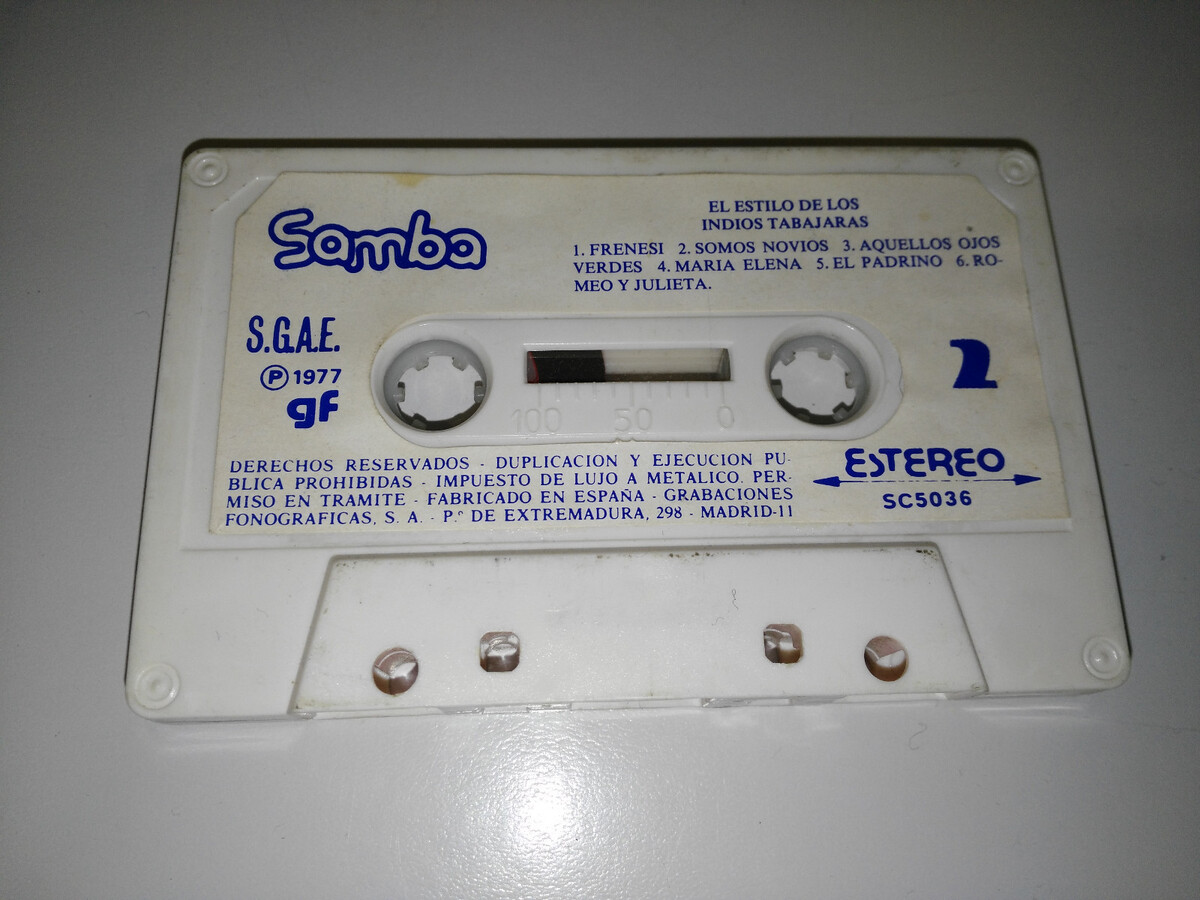 Samba
EL ESTILO DE LOS
INDIOS TABAJARAS
1. FRENESI 2. SOMOS NOVIOS 3. AQUELLOS OJOS
VERDES 4. MARIA ELENA 5. EL PADRINO 6. RO-
MEO Y JULIETA.
S.G.A.E.
℗ 1977
gf
100 50 0
2
DERECHOS RESERVADOS - DUPLICACION Y EJECUCION PU-
BLICA PROHIBIDAS - IMPUESTO DE LUJO A METALICO. PER-
MISO EN TRAMITE - FABRICADO EN ESPAÑA - GRABACIONES
FONOGRAFICAS, S. A. - P.º DE EXTREMADURA, 298 - MADRID-11
ESTEREO
SC5036